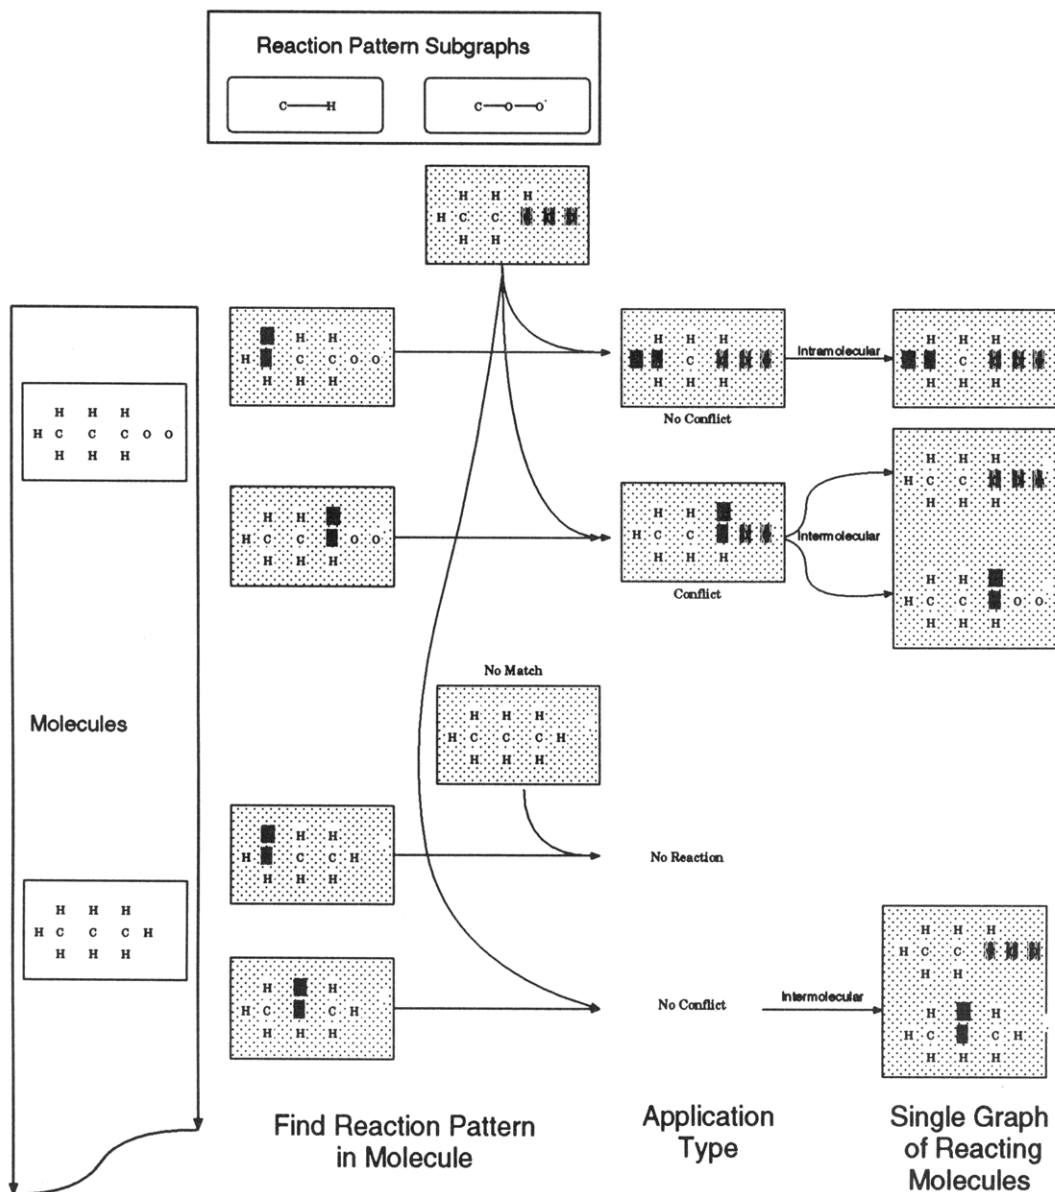 Reaction Pattern Subgraphs
C H
C O O·
H H H
H C C
H H
H H
H C C O O
H H H
H H H
C
H H H
No Conflict
Intramolecular
H H H
C
H H H
H H H
H C C C O O
H H H
H H
H C C O O
H H H
H H
H C C
H H H
Conflict
Intermolecular
H H H
H C C
H H H
H H
H C C O O
H H H
No Match
H H H
H C C C H
H H H
Molecules
H H
H C C H
H H H
No Reaction
H H H
H C C C H
H H H
H H
H C C H
H H H
No Conflict
Intermolecular
H H H
H C C
H H
H H
H C C H
H H H
Find Reaction Pattern
in Molecule
Application
Type
Single Graph
of Reacting
Molecules